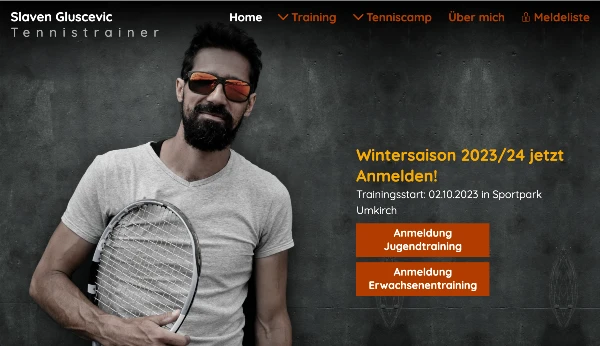 Slaven Gluscevic
Tennistrainer
Home
Training
Tenniscamp
Über mich
Meldeliste
Wintersaison 2023/24 jetzt
Anmelden!
Trainingsstart: 02.10.2023 in Sportpark
Umkirch
Anmeldung
Jugendtraining
Anmeldung
Erwachsenentraining